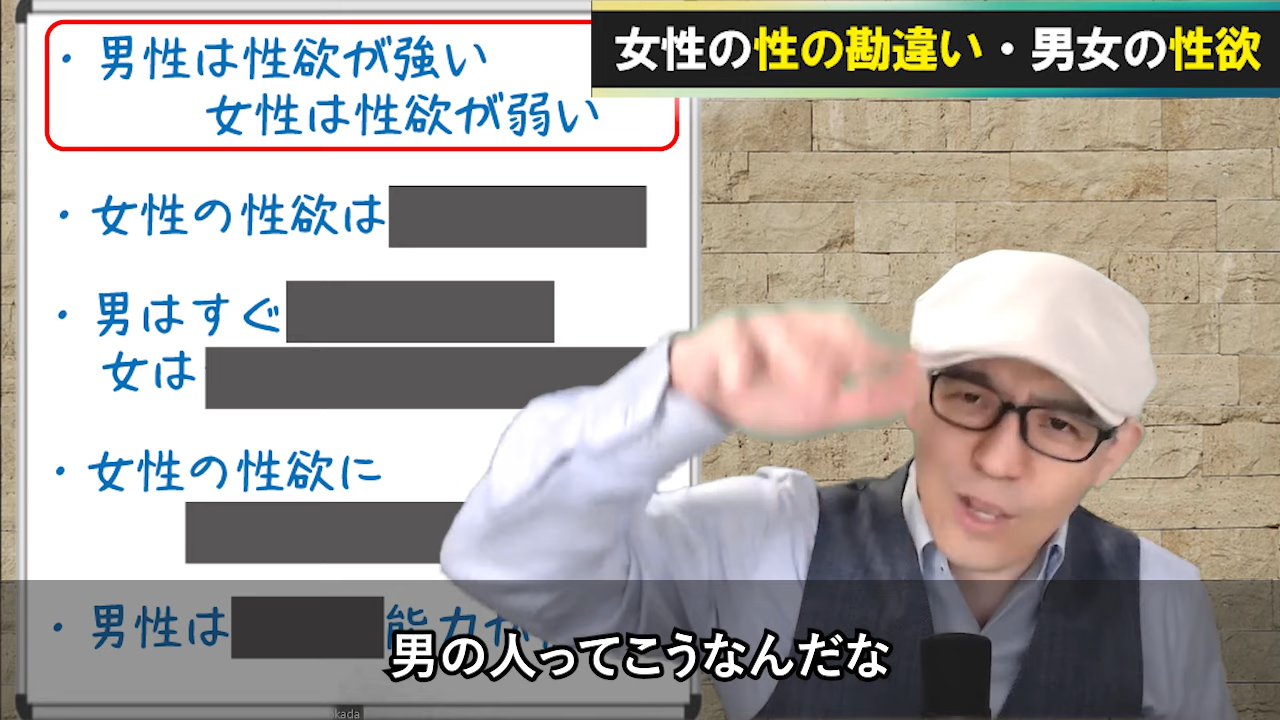 女性の性の勘違い・男女の性欲
・男性は性欲が強い
女性は性欲が弱い
・女性の性欲は
・男はすぐ
女は
・女性の性欲に
・男性は 能力が
男の人ってこうなんだな
kada